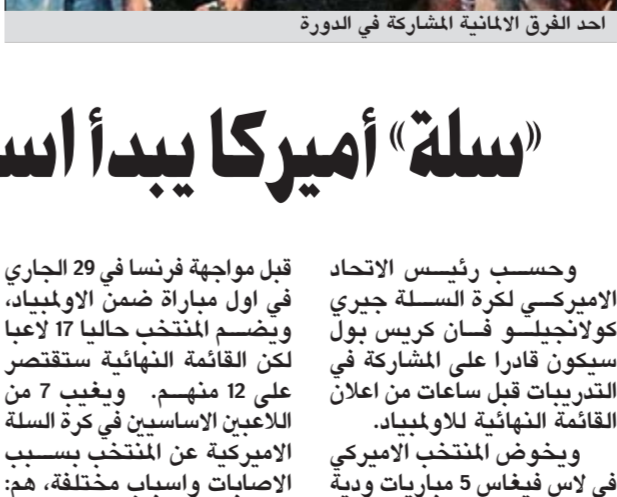 احد الفرق الالمانية المشاركة في الدورة
«سلة» أميركا يبدأ
وحسب رئيس الاتحاد
الاميركي لكرة السلة جيري
كولانجيلو فان كريس بول
سيكون قادرا على المشاركة في
التدريبات قبل ساعات من اعلان
القائمة النهائية للاولمبياد.
ويخوض المنتخب الاميركي
في لاس فيغاس 5 مباريات ودية
قبل مواجهة فرنسا في 29 الجاري
في اول مباراة ضمن الاولمبياد،
ويضم المنتخب حاليا 17 لاعبا
لكن القائمة النهائية ستقتصر
على 12 منهم. ويغيب 7 من
اللاعبين الاساسيين في كرة السلة
الاميركية عن المنتخب بسبب
الاصابات واسباب مختلفة، هم: